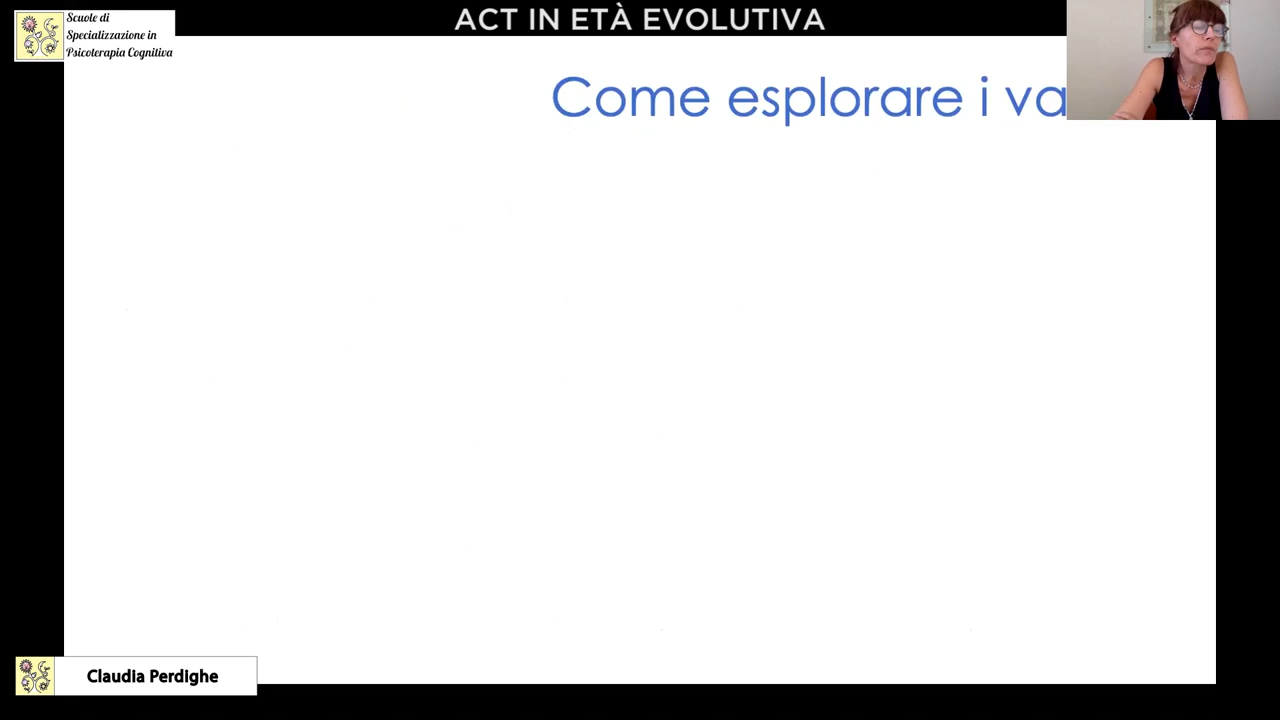 Scuole di
Specializzazione in
Psicoterapia Cognitiva
ACT IN ETÀ EVOLUTIVA
Come esplorare i va
Claudia Perdighe